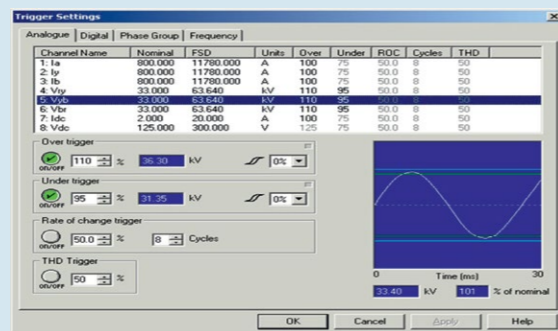 Trigger Settings
Analogue Digital Phase Group Frequency
Channel Name Nominal FSD Units Over Under ROC Cycles THD
1: Ia 800.000 11780.000 A 100 75 50.0 8 50
2: Iy 800.000 11780.000 A 100 75 50.0 8 50
3: Ib 800.000 11780.000 A 100 75 50.0 8 50
4: Vry 33.000 63.640 kV 110 95 50.0 8 50
5: Vyb 33.000 63.640 kV 110 95 50.0 8 50
6: Vbr 33.000 63.640 kV 110 95 50.0 8 50
7: Idc 2.000 20.000 A 100 75 50.0 8 50
8: Vdc 125.000 300.000 V 125 75 50.0 8 50
Over trigger
on/off 110 % 36.30 kV 0%
Under trigger
on/off 95 % 31.35 kV 0%
Rate of change trigger
on/off 50.0 % 8 Cycles
THD Trigger
on/off 50 %
0 Time (ms) 30
33.40 kV 101 % of nominal
OK Cancel Apply Help